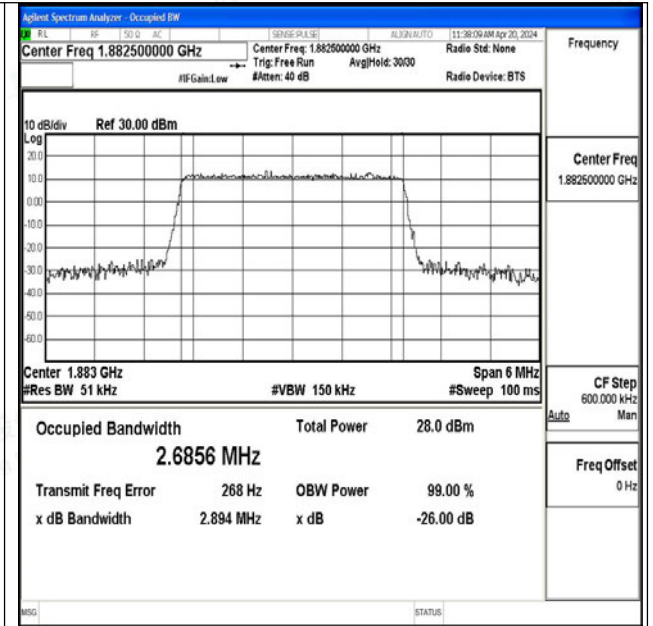 Agilent Spectrum Analyzer - Occupied BW
RL RF 50 Ω AC SENSE:PULSE ALIGN AUTO 11:38:09 AM Apr 20, 2024
Center Freq 1.882500000 GHz Center Freq: 1.882500000 GHz Radio Std: None Frequency
Trig: Free Run Avg|Hold: 30/30
#IFGain:Low #Atten: 40 dB Radio Device: BTS
10 dB/div Ref 30.00 dBm
Log
20.0
10.0
0.00
-10.0
-20.0
-30.0
-40.0
-50.0
-60.0
Center Freq
1.882500000 GHz
Center 1.883 GHz Span 6 MHz
#Res BW 51 kHz #VBW 150 kHz #Sweep 100 ms
CF Step
600.000 kHz
Auto Man
Occupied Bandwidth Total Power 28.0 dBm
2.6856 MHz
Freq Offset
0 Hz
Transmit Freq Error 268 Hz OBW Power 99.00 %
x dB Bandwidth 2.894 MHz x dB -26.00 dB
MSG STATUS